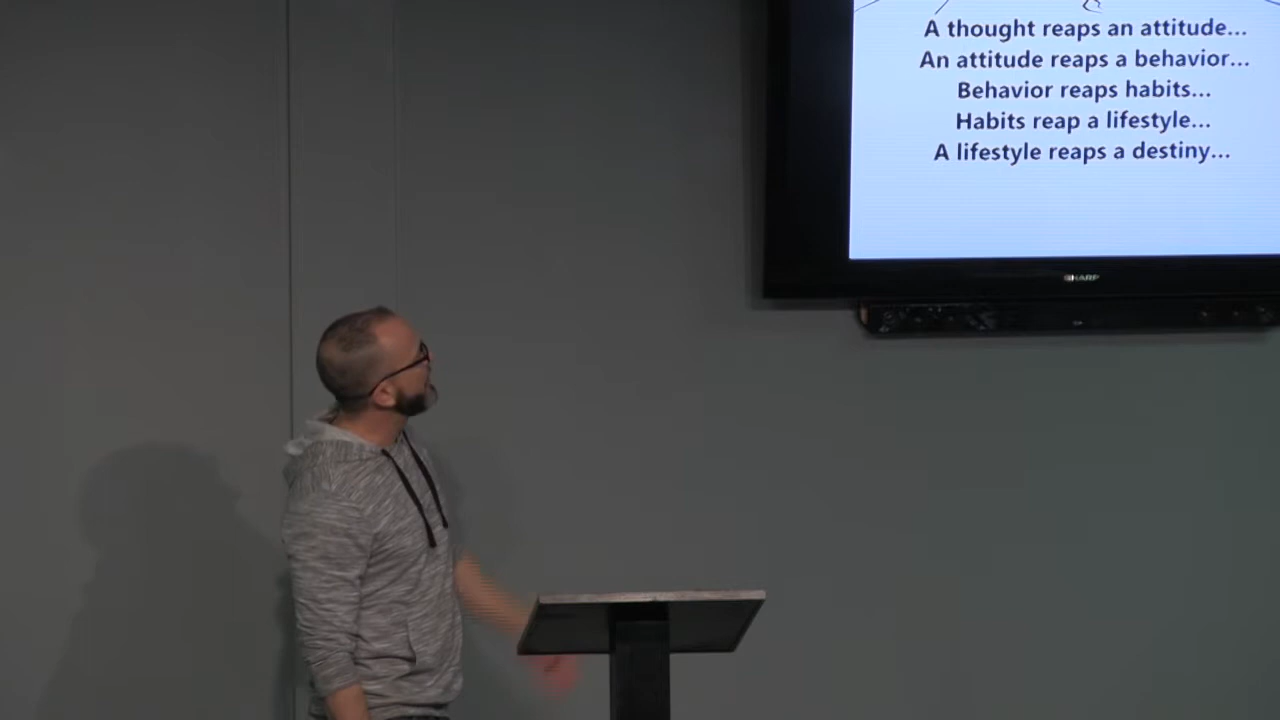 A thought reaps an attitude...
An attitude reaps a behavior...
Behavior reaps habits...
Habits reap a lifestyle...
A lifestyle reaps a destiny...
SHARP